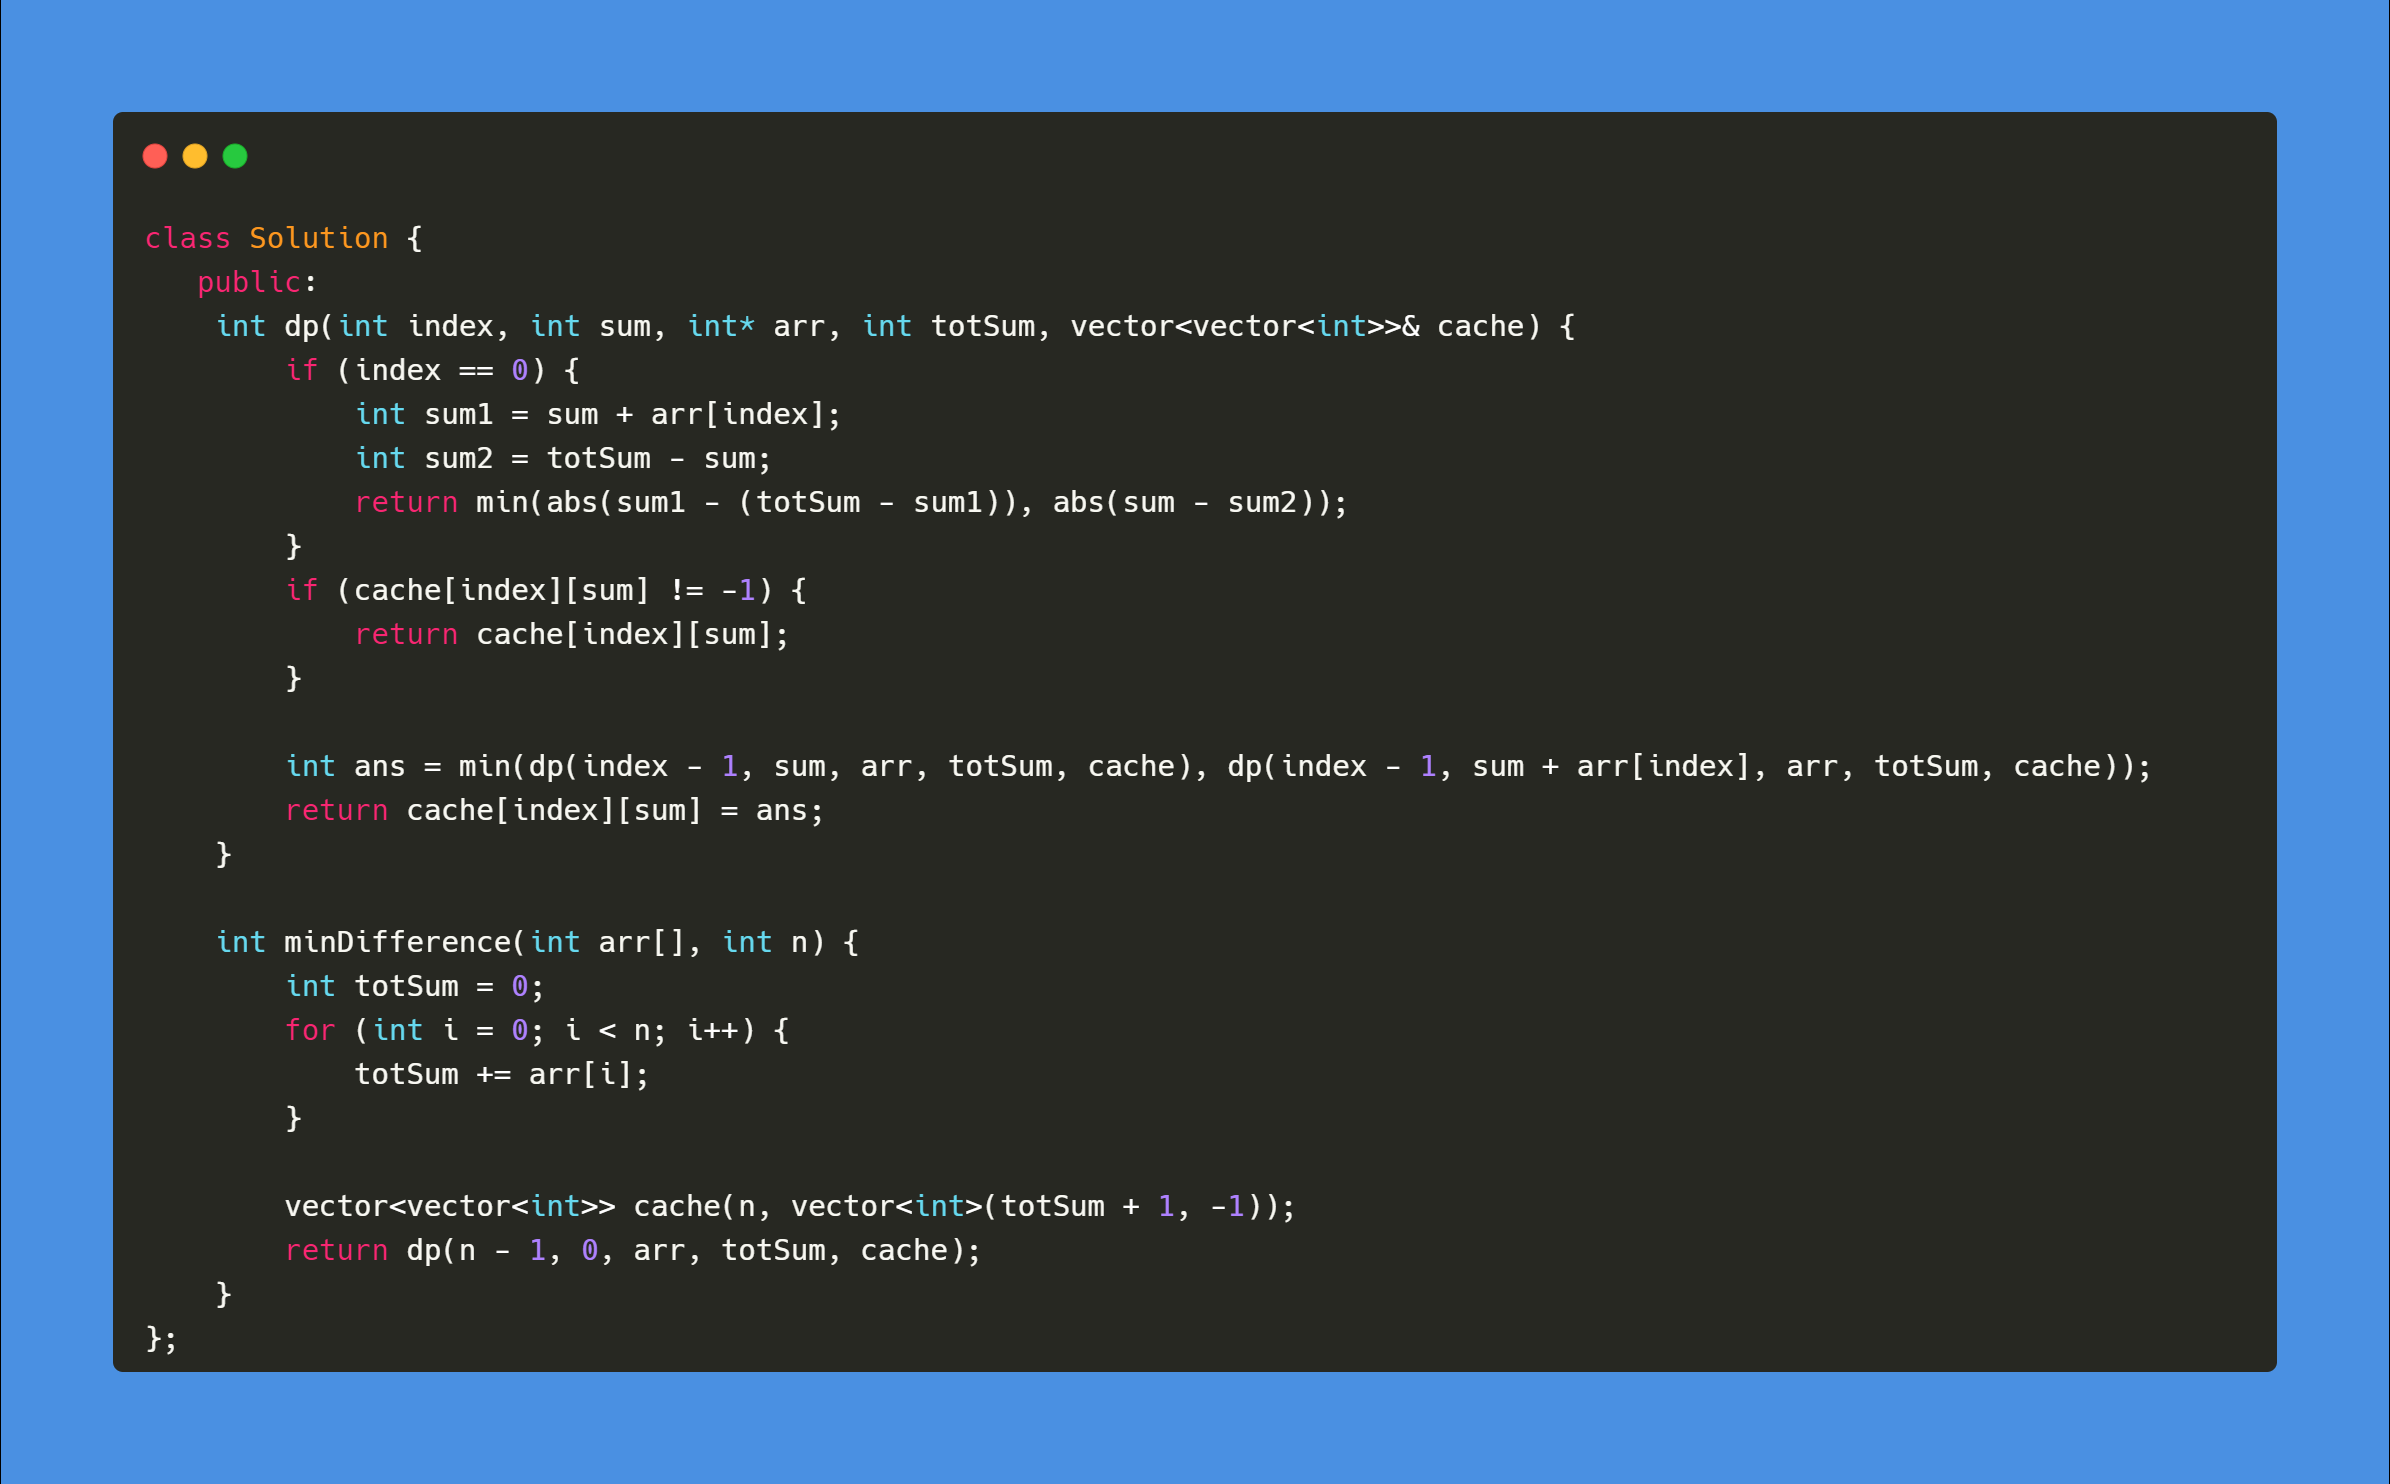 class Solution {
   public:
    int dp(int index, int sum, int* arr, int totSum, vector<vector<int>>& cache) {
        if (index == 0) {
            int sum1 = sum + arr[index];
            int sum2 = totSum - sum;
            return min(abs(sum1 - (totSum - sum1)), abs(sum - sum2));
        }
        if (cache[index][sum] != -1) {
            return cache[index][sum];
        }

        int ans = min(dp(index - 1, sum, arr, totSum, cache), dp(index - 1, sum + arr[index], arr, totSum, cache));
        return cache[index][sum] = ans;
    }

    int minDifference(int arr[], int n) {
        int totSum = 0;
        for (int i = 0; i < n; i++) {
            totSum += arr[i];
        }

        vector<vector<int>> cache(n, vector<int>(totSum + 1, -1));
        return dp(n - 1, 0, arr, totSum, cache);
    }
};